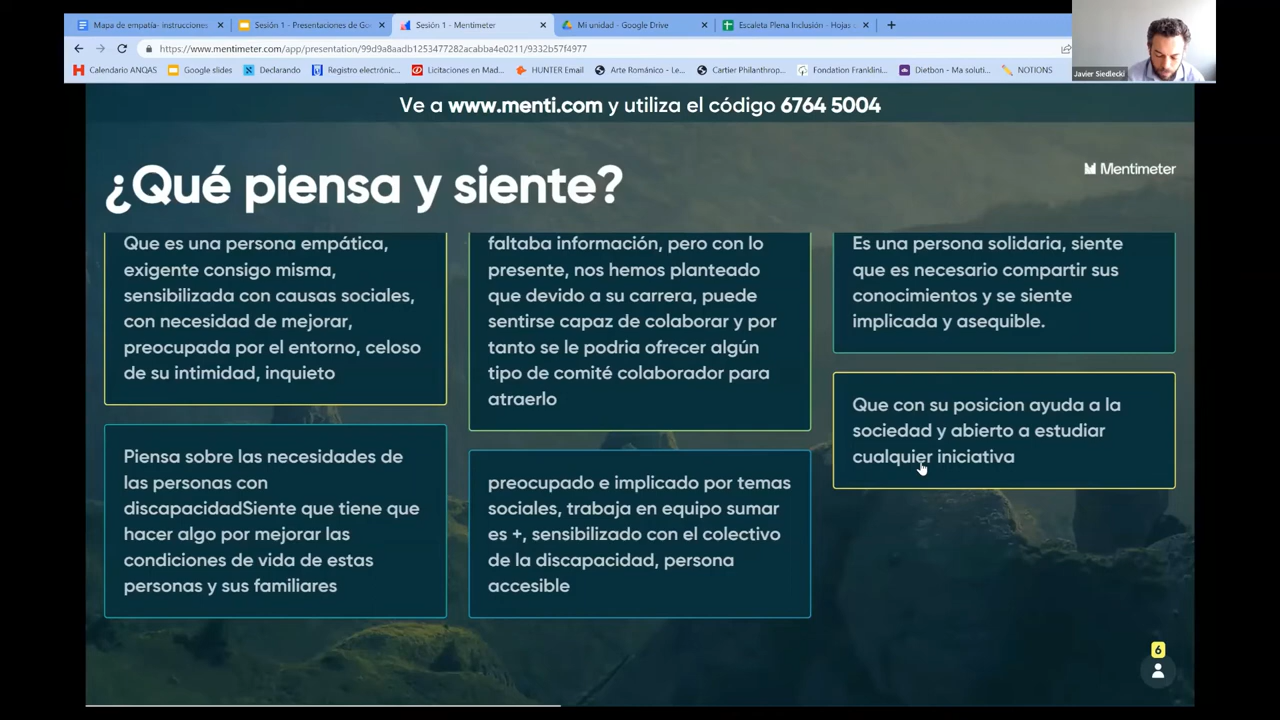 Mapa de empatía- instrucciones
Sesión 1 - Presentaciones de Go
Sesión 1 - Mentimeter
Mi unidad - Google Drive
Escaleta Plena Inclusión - Hojas
https://www.mentimeter.com/app/presentation/99d9a8aadb1253477282acabba4e0211/9332b57f4977
Calendario ANQAS
Google slides
Declarando
Registro electrónic...
Licitaciones en Mad...
HUNTER Email
Arte Románico - Le...
Cartier Philanthrop...
Fondation Franklini...
Dietbon - Ma soluti...
NOTIONS
Javier Siedlecki
Ve a www.menti.com y utiliza el código 6764 5004
¿Qué piensa y siente?
Mentimeter
Que es una persona empática,
exigente consigo misma,
sensibilizada con causas sociales,
con necesidad de mejorar,
preocupada por el entorno, celoso
de su intimidad, inquieto
Piensa sobre las necesidades de
las personas con
discapacidadSiente que tiene que
hacer algo por mejorar las
condiciones de vida de estas
personas y sus familiares
faltaba información, pero con lo
presente, nos hemos planteado
que devido a su carrera, puede
sentirse capaz de colaborar y por
tanto se le podria ofrecer algún
tipo de comité colaborador para
atraerlo
preocupado e implicado por temas
sociales, trabaja en equipo sumar
es +, sensibilizado con el colectivo
de la discapacidad, persona
accesible
Es una persona solidaria, siente
que es necesario compartir sus
conocimientos y se siente
implicada y asequible.
Que con su posicion ayuda a la
sociedad y abierto a estudiar
cualquier iniciativa
6